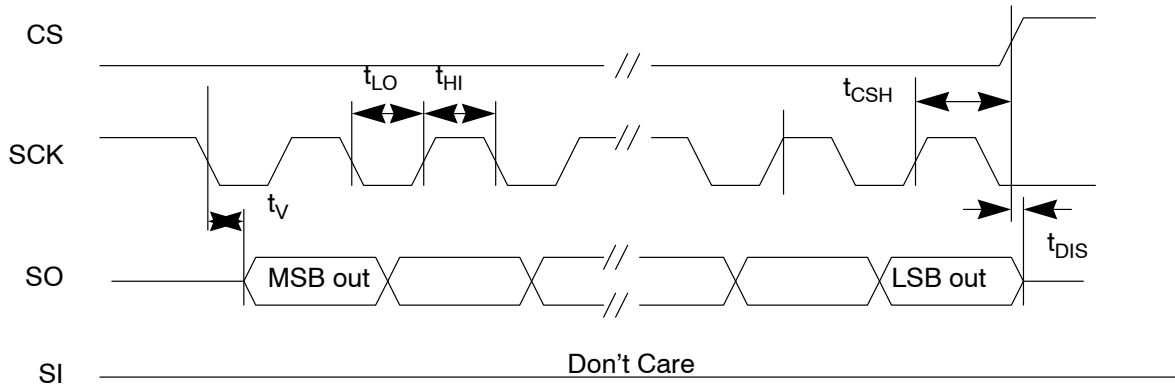 CS
tLO
tHI
tCSH
SCK
tV
tDIS
SO
MSB out
LSB out
Don't Care
SI